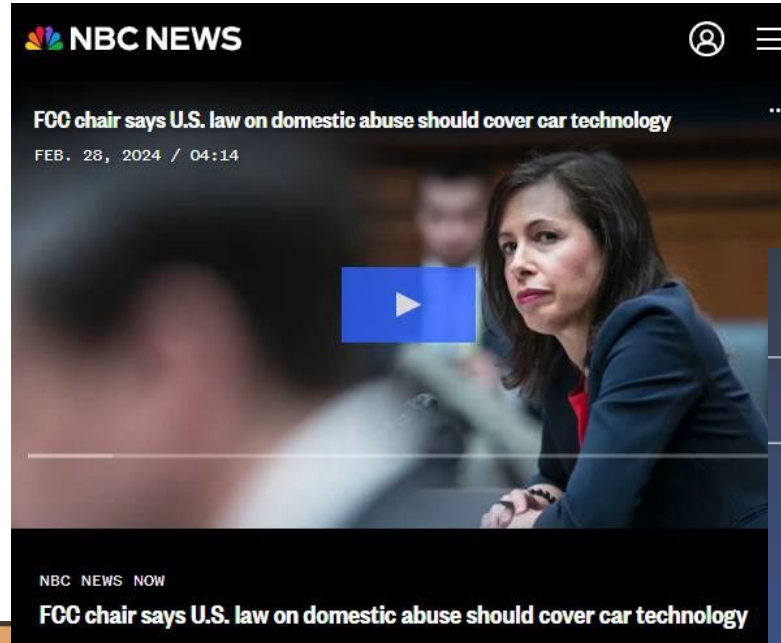 NBC NEWS
FCC chair says U.S. law on domestic abuse should cover car technology
FEB. 28, 2024 / 04:14
NBC NEWS NOW
FCC chair says U.S. law on domestic abuse should cover car technology